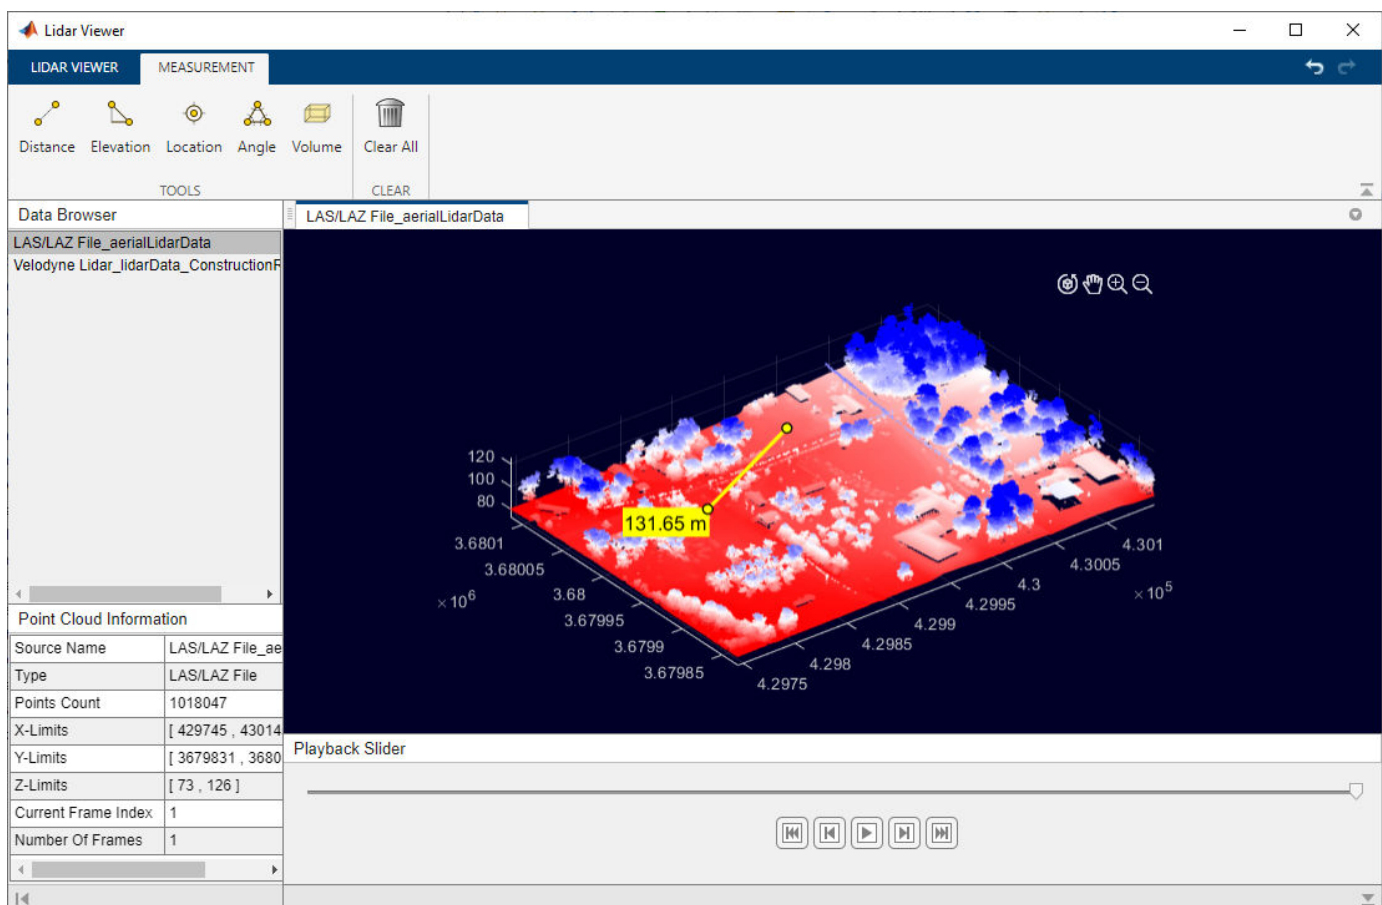 Lidar Viewer
LIDAR VIEWER MEASUREMENT
Distance Elevation Location Angle Volume Clear All
TOOLS CLEAR
Data Browser
LAS/LAZ File_aerialLidarData
LAS/LAZ File_aerialLidarData
Velodyne Lidar_lidarData_ConstructionR
131.65 m
120
100
80
3.6801
3.68005
3.68
3.67995
3.6799
3.67985
×10^6
4.2975
4.298
4.2985
4.299
4.2995
4.3
4.3005
4.301
×10^5
Point Cloud Information
Source Name LAS/LAZ File_ae
Type LAS/LAZ File
Points Count 1018047
X-Limits [ 429745 , 43014
Y-Limits [ 3679831 , 3680
Z-Limits [ 73 , 126 ]
Current Frame Index 1
Number Of Frames 1
Playback Slider